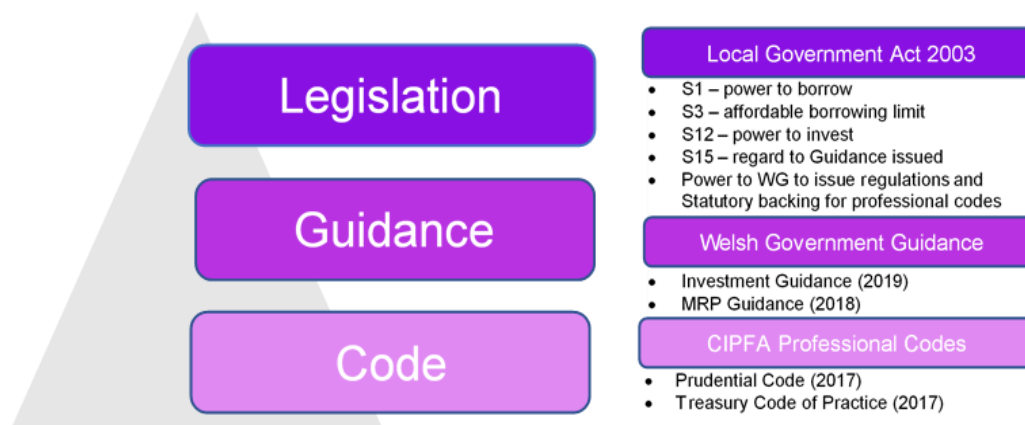 Legislation
Guidance
Code
Local Government Act 2003
• S1 – power to borrow
• S3 – affordable borrowing limit
• S12 – power to invest
• S15 – regard to Guidance issued
• Power to WG to issue regulations and
Statutory backing for professional codes
Welsh Government Guidance
• Investment Guidance (2019)
• MRP Guidance (2018)
CIPFA Professional Codes
• Prudential Code (2017)
• Treasury Code of Practice (2017)